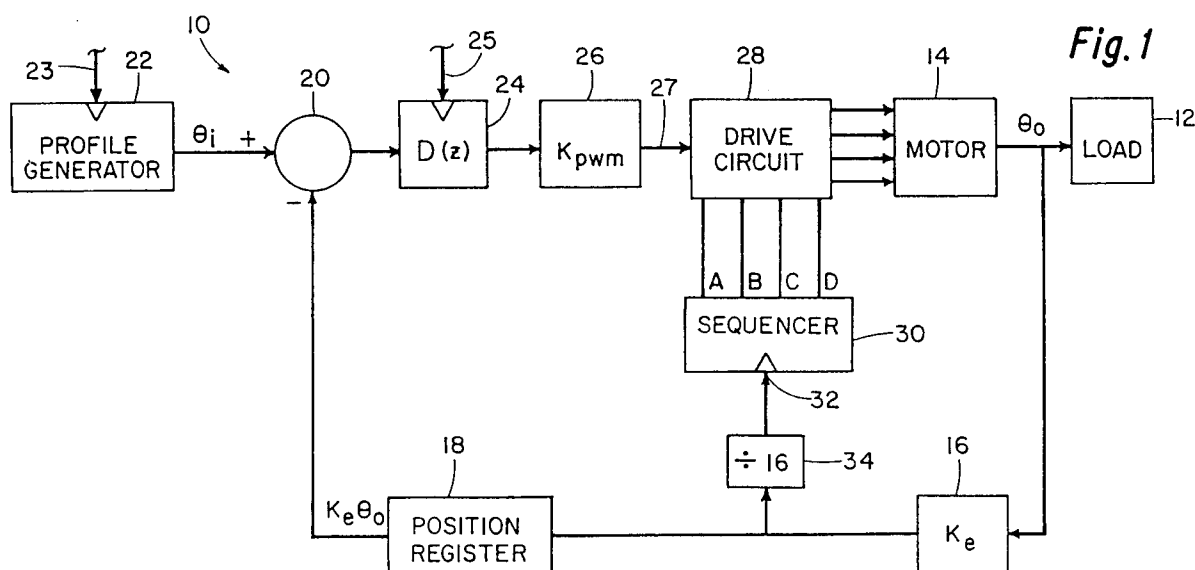 Fig. 1
10
23
22
PROFILE
GENERATOR
θi
+
20
−
25
24
D(z)
26
Kpwm
27
28
DRIVE
CIRCUIT
14
MOTOR
θo
12
LOAD
A B C D
SEQUENCER
30
32
÷ 16
34
18
Keθo
POSITION
REGISTER
16
Ke